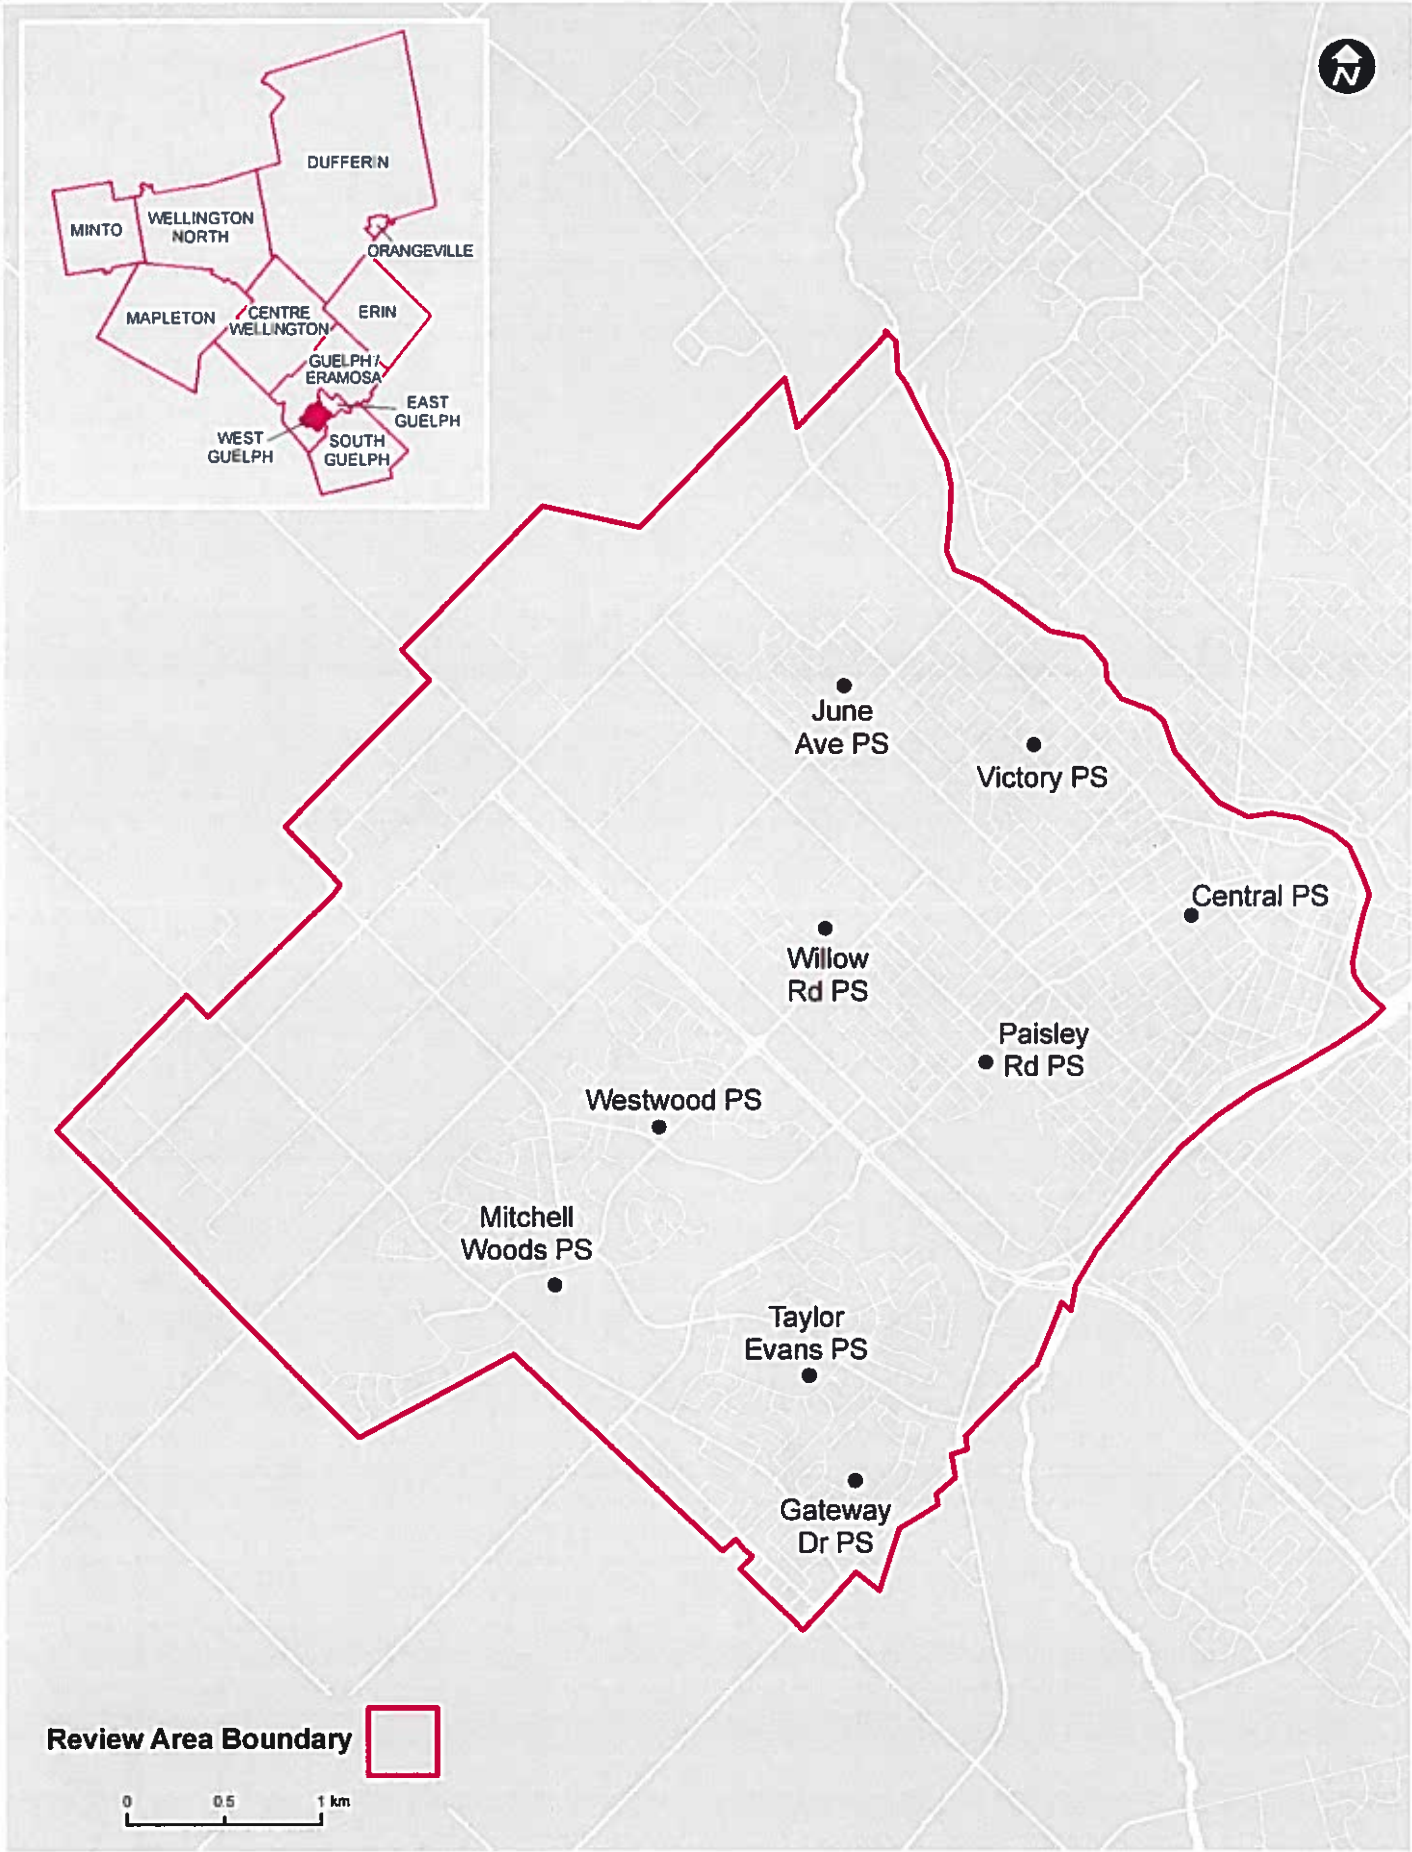 N
DUFFERIN
MINTO
WELLINGTON
NORTH
ORANGEVILLE
MAPLETON
CENTRE
WELLINGTON
ERIN
GUELPH /
ERAMOSA
EAST
GUELPH
WEST
GUELPH
SOUTH
GUELPH
June
Ave PS
Victory PS
Central PS
Willow
Rd PS
Paisley
Rd PS
Westwood PS
Mitchell
Woods PS
Taylor
Evans PS
Gateway
Dr PS
Review Area Boundary
0 0.5 1 km